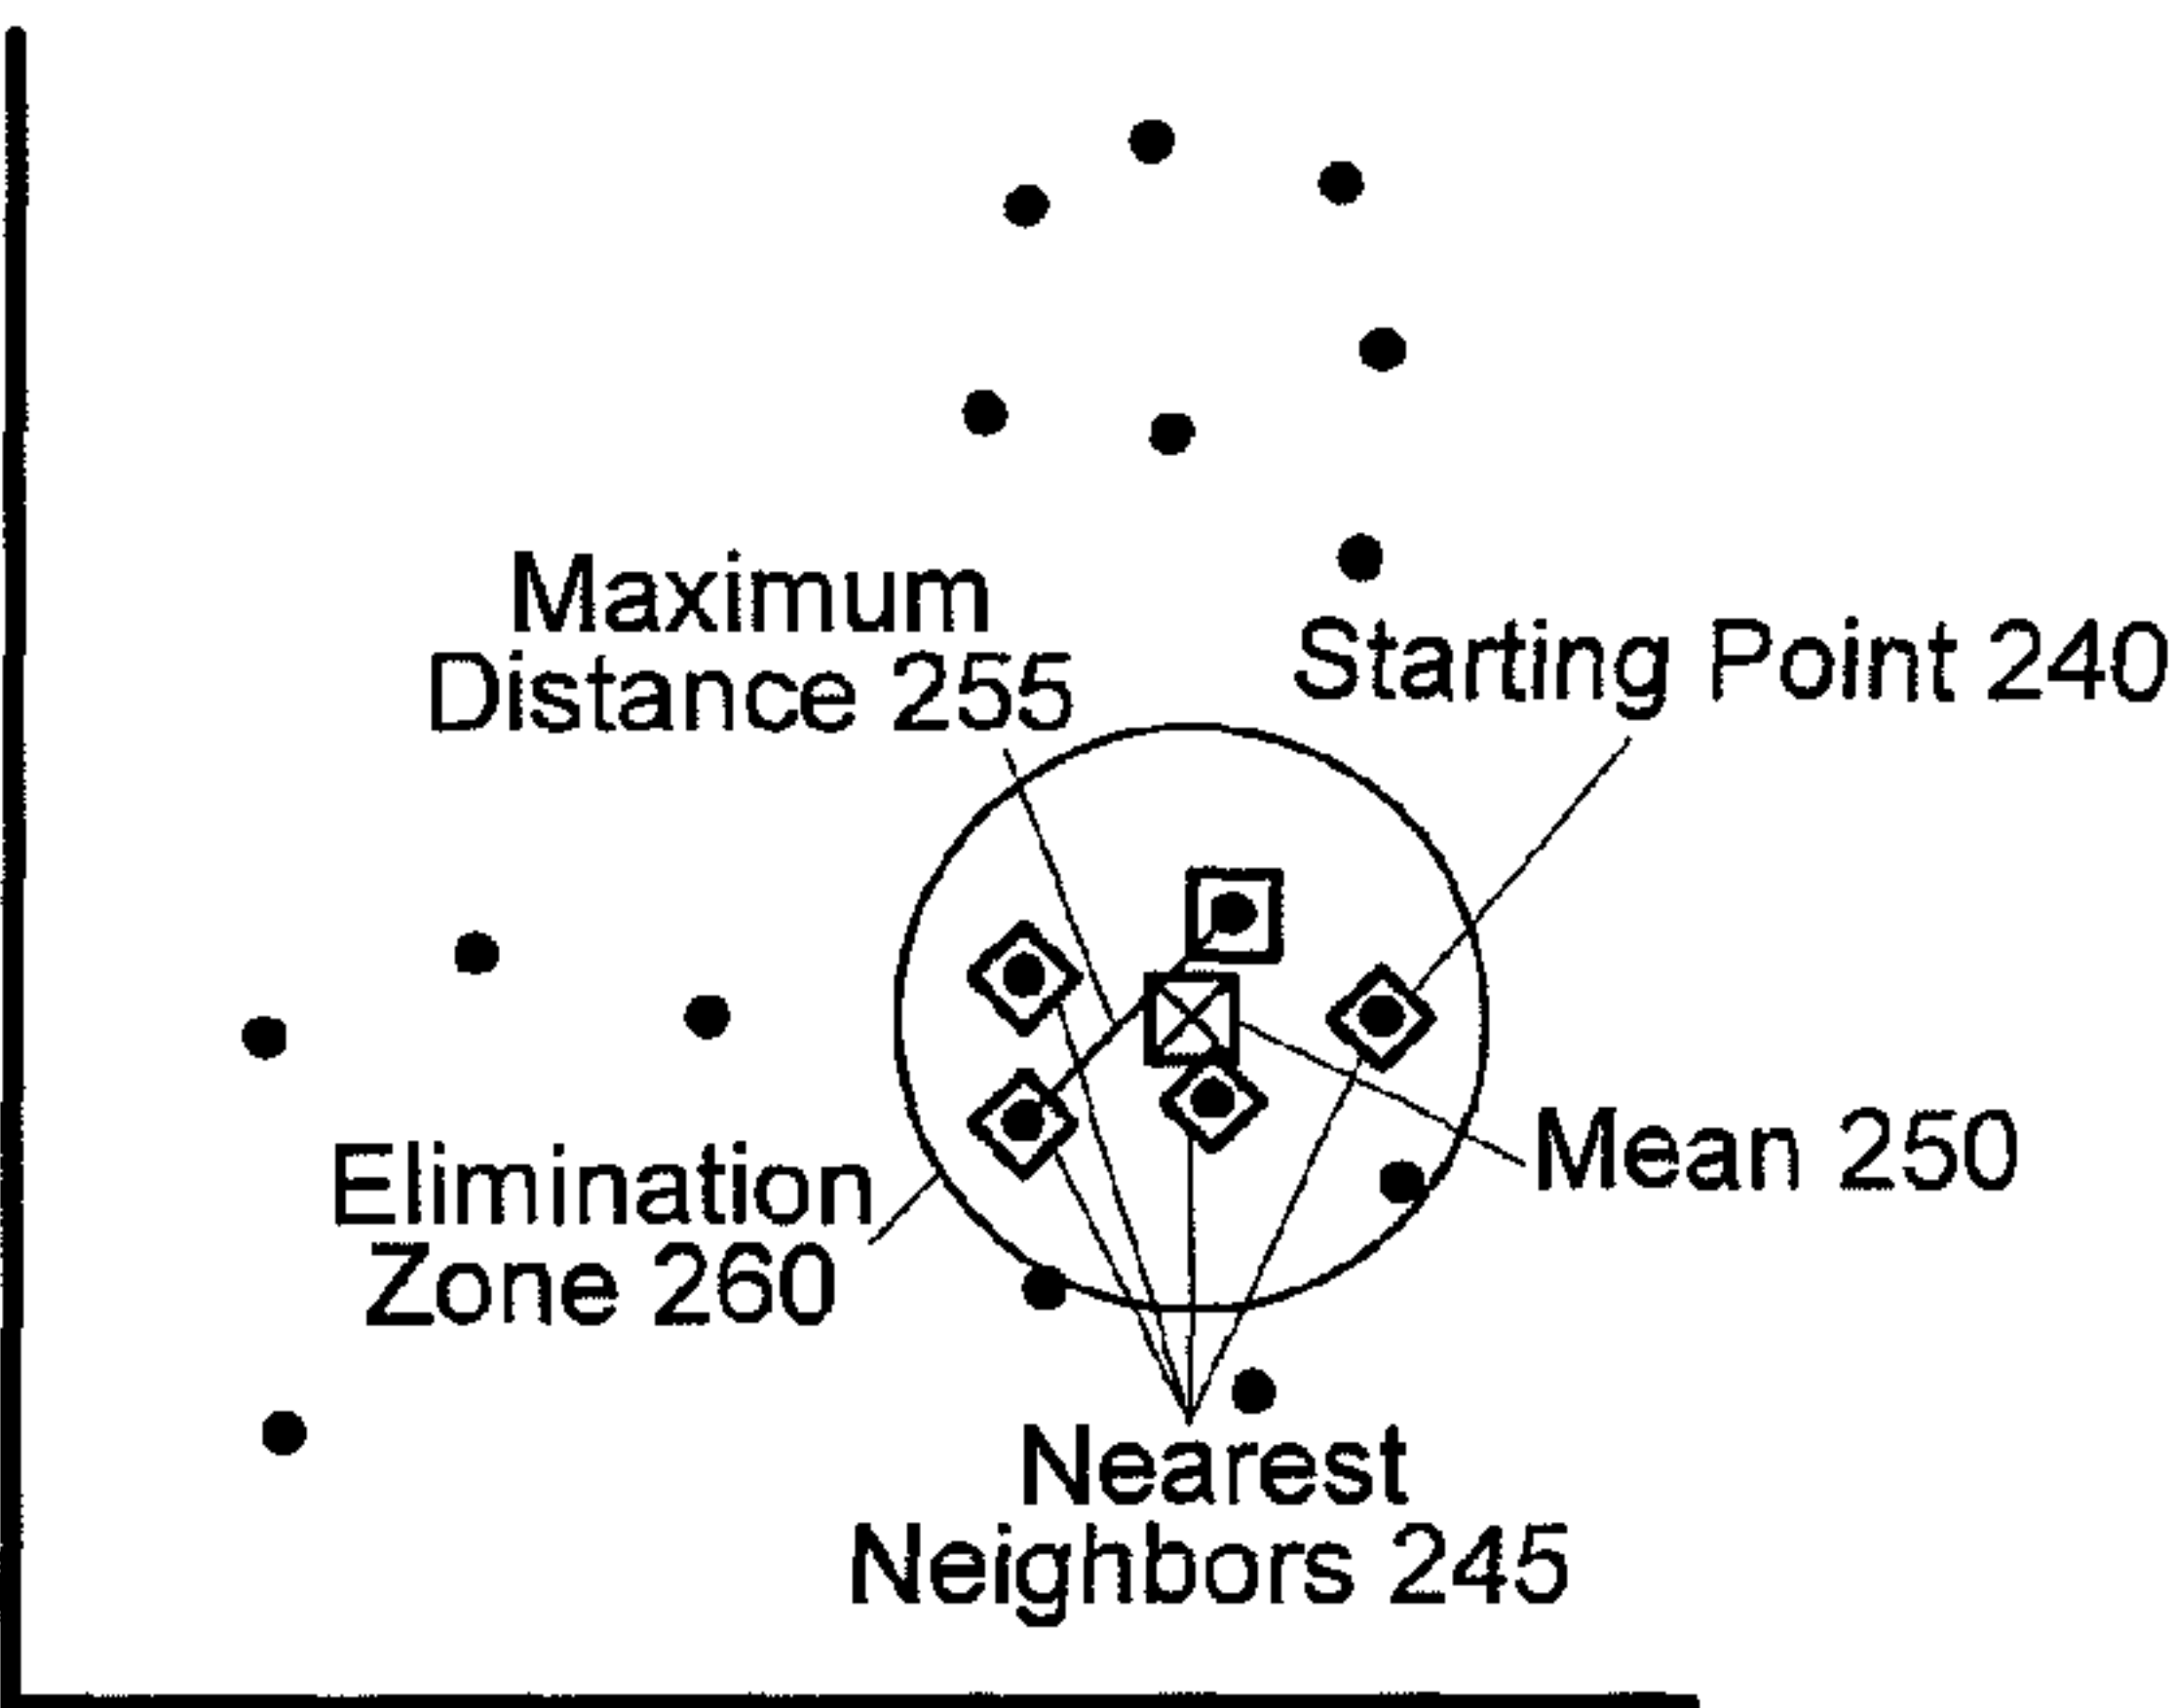 Maximum
Distance 255
Starting Point 240
Elimination
Zone 260
Mean 250
Nearest
Neighbors 245